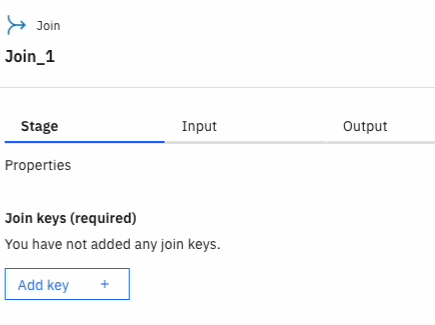 Join
Join_1
Stage Input Output
Properties
Join keys (required)
You have not added any join keys.
Add key +